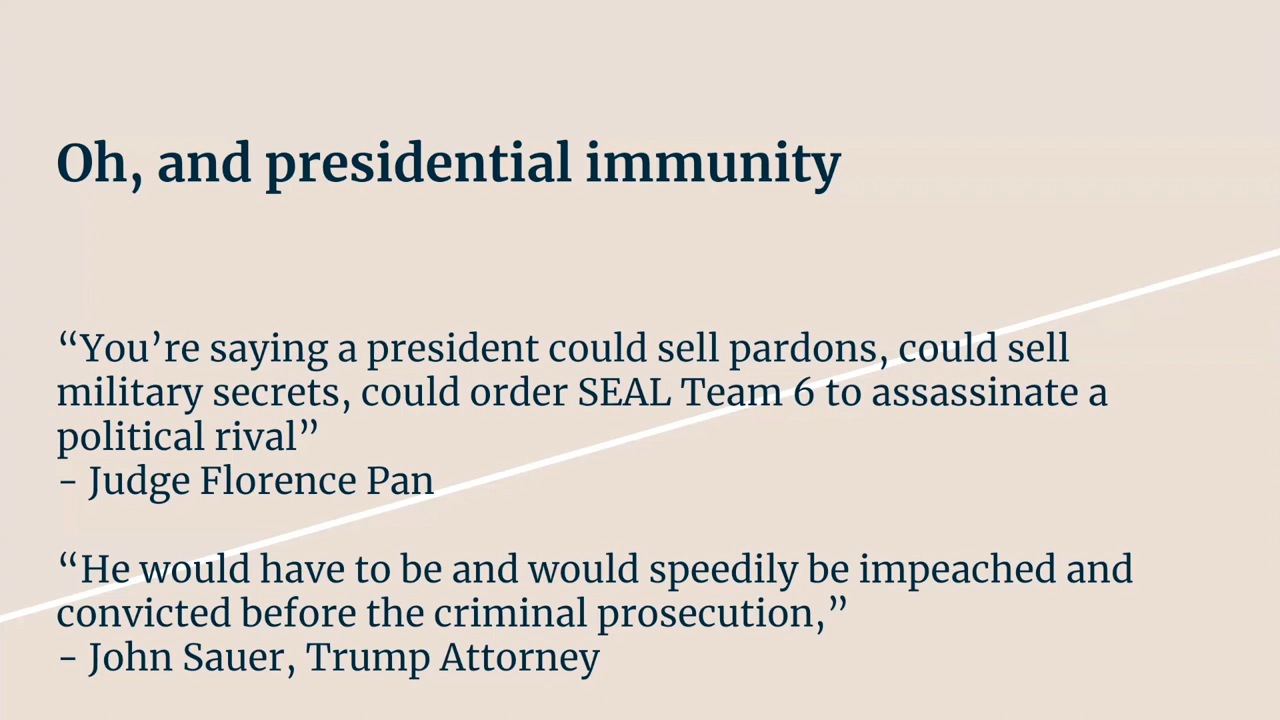 Oh, and presidential immunity
“You’re saying a president could sell pardons, could sell
military secrets, could order SEAL Team 6 to assassinate a
political rival”
- Judge Florence Pan
“He would have to be and would speedily be impeached and
convicted before the criminal prosecution,”
- John Sauer, Trump Attorney